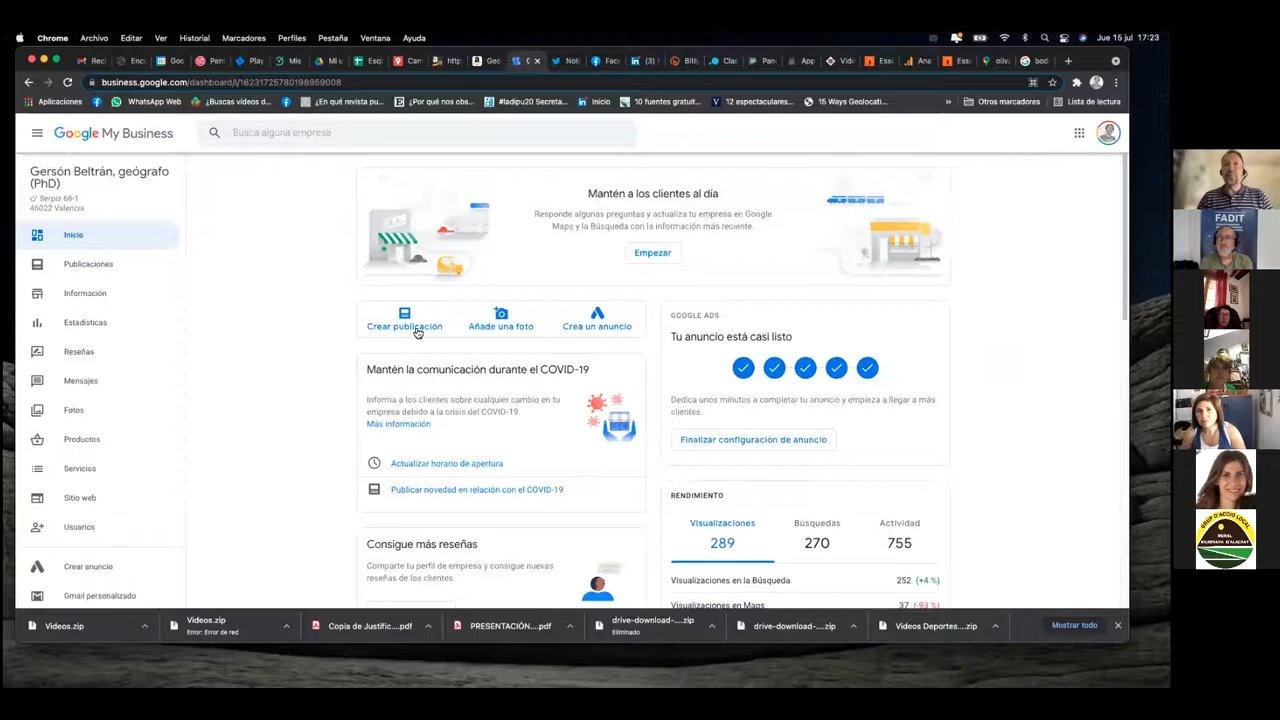 Chrome Archivo Editar Ver Historial Marcadores Perfiles Pestaña Ventana Ayuda
Jue 15 jul 17:23
business.google.com/dashboard/l/16231725780198959008
Aplicaciones WhatsApp Web ¿Buscas vídeos d... ¿En qué revista pu... ¿Por qué nos obs... #ladipu20 Secreta... Inicio 10 fuentes gratuit... 12 espectaculares... 15 Ways Geolocati... » Otros marcadores Lista de lectura
Google My Business
Busca alguna empresa
Gersón Beltrán, geógrafo
(PhD)
c/ Serpis 68-1
46022 Valencia
Inicio
Publicaciones
Información
Estadísticas
Reseñas
Mensajes
Fotos
Productos
Servicios
Sitio web
Usuarios
Crear anuncio
Gmail personalizado
Mantén a los clientes al día
Responde algunas preguntas y actualiza tu empresa en Google
Maps y la Búsqueda con la información más reciente.
Empezar
Crear publicación
Añade una foto
Crea un anuncio
Mantén la comunicación durante el COVID-19
Informa a los clientes sobre cualquier cambio en tu
empresa debido a la crisis del COVID-19.
Más información
Actualizar horario de apertura
Publicar novedad en relación con el COVID-19
Consigue más reseñas
Comparte tu perfil de empresa y consigue nuevas
reseñas de los clientes
GOOGLE ADS
Tu anuncio está casi listo
Dedica unos minutos a completar tu anuncio y empieza a llegar a más
clientes.
Finalizar configuración de anuncio
RENDIMIENTO
Visualizaciones Búsquedas Actividad
289 270 755
Visualizaciones en la Búsqueda 252 (+4 %)
Visualizaciones en Maps 37 (-93 %)
Videos.zip
Videos.zip
Error: Error de red
Copia de Justific....pdf
PRESENTACIÓN....pdf
drive-download-....zip
Eliminado
drive-download-....zip
Videos Deportes....zip
Mostrar todo
FADIT
GRUP D'ACCIÓ LOCAL
RURAL